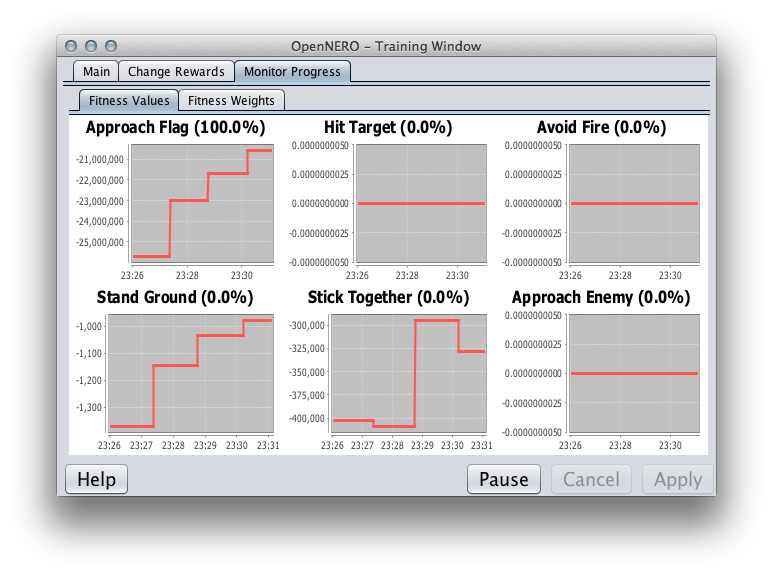 OpenNERO – Training Window
Main Change Rewards Monitor Progress
Fitness Values Fitness Weights
Approach Flag (100.0%)
-21,000,000
-22,000,000
-23,000,000
-24,000,000
-25,000,000
23:26 23:28 23:30
Hit Target (0.0%)
0.0000000050
0.0000000025
0.0000000000
-0.0000000025
-0.0000000050
23:26 23:28 23:30
Avoid Fire (0.0%)
0.0000000050
0.0000000025
0.0000000000
-0.0000000025
-0.0000000050
23:26 23:28 23:30
Stand Ground (0.0%)
-1,000
-1,100
-1,200
-1,300
23:26 23:27 23:28 23:29 23:30 23:31
Stick Together (0.0%)
-300,000
-325,000
-350,000
-375,000
-400,000
23:26 23:27 23:28 23:29 23:30 23:31
Approach Enemy (0.0%)
0.0000000050
0.0000000025
0.0000000000
-0.0000000025
-0.0000000050
23:26 23:28 23:30
Help Pause Cancel Apply